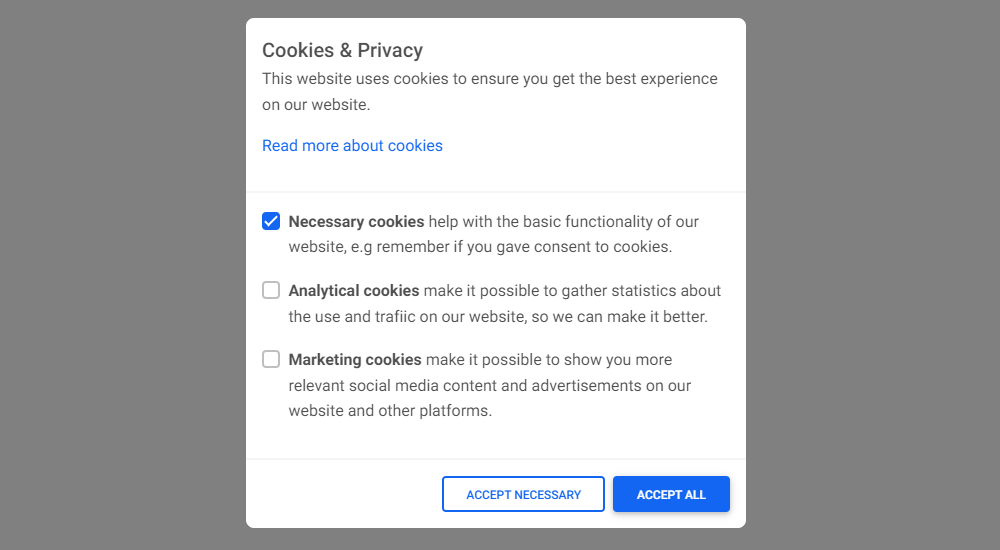 Cookies & Privacy
This website uses cookies to ensure you get the best experience
on our website.
Read more about cookies
Necessary cookies help with the basic functionality of our
website, e.g remember if you gave consent to cookies.
Analytical cookies make it possible to gather statistics about
the use and trafiic on our website, so we can make it better.
Marketing cookies make it possible to show you more
relevant social media content and advertisements on our
website and other platforms.
ACCEPT NECESSARY
ACCEPT ALL